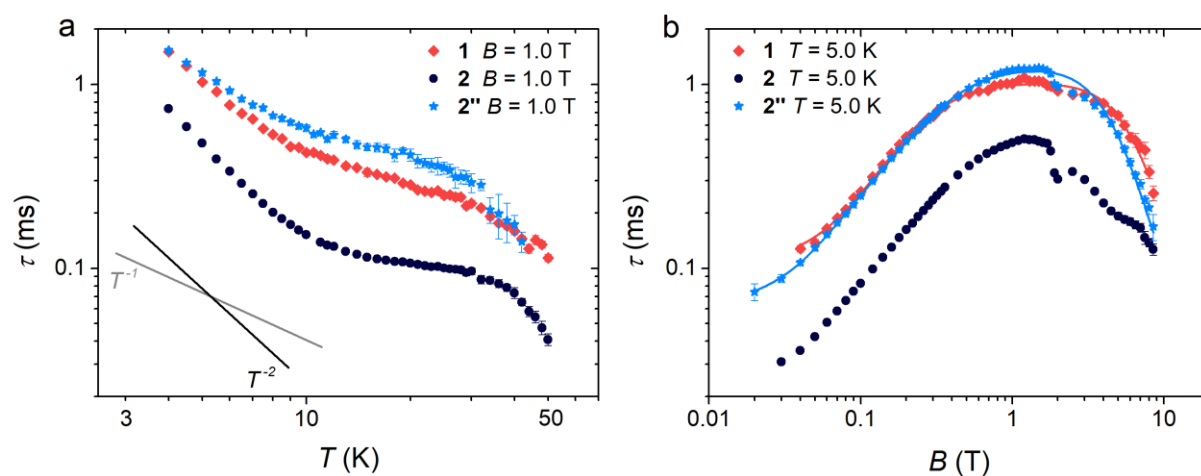 a
1 B = 1.0 T
2 B = 1.0 T
2" B = 1.0 T
τ (ms)
1
0.1
T⁻¹
T⁻²
3
10
50
T (K)
b
1 T = 5.0 K
2 T = 5.0 K
2" T = 5.0 K
τ (ms)
1
0.1
0.01
0.1
1
10
B (T)